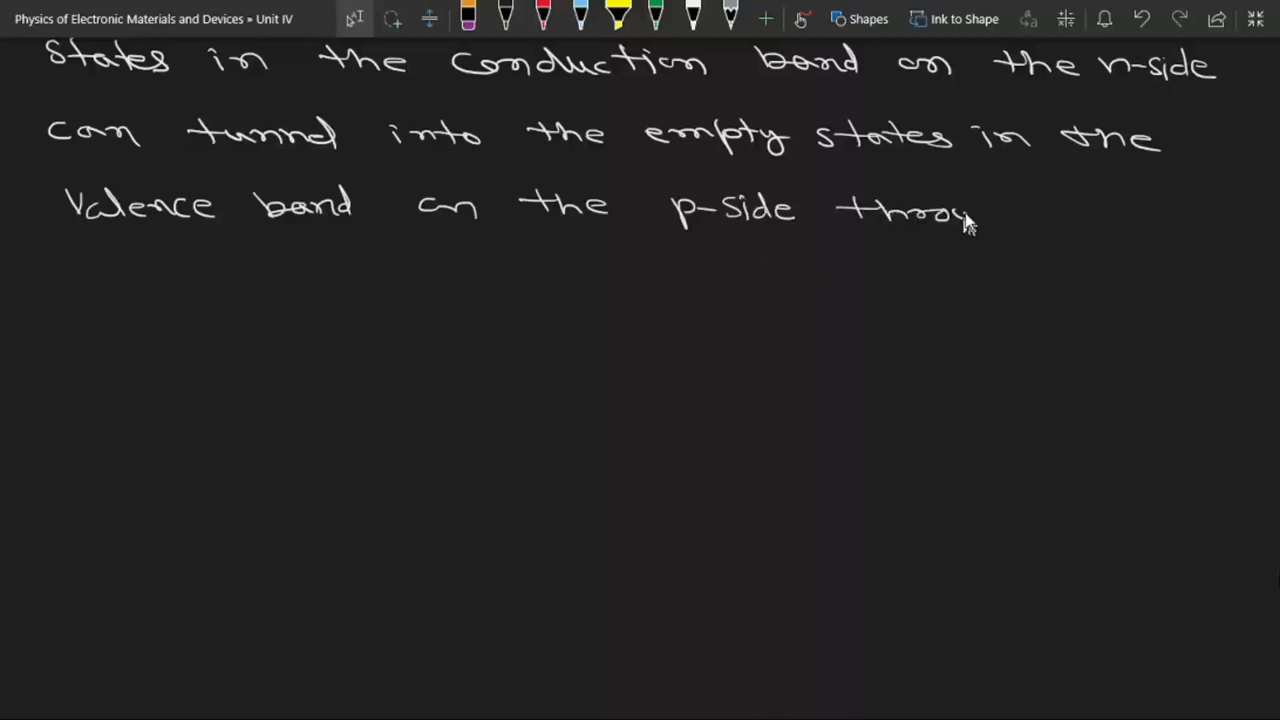 Physics of Electronic Materials and Devices » Unit IV
Shapes
Ink to Shape
States in the conduction band on the n-side
can tunnel into the empty states in the
Valence band on the p-side throu